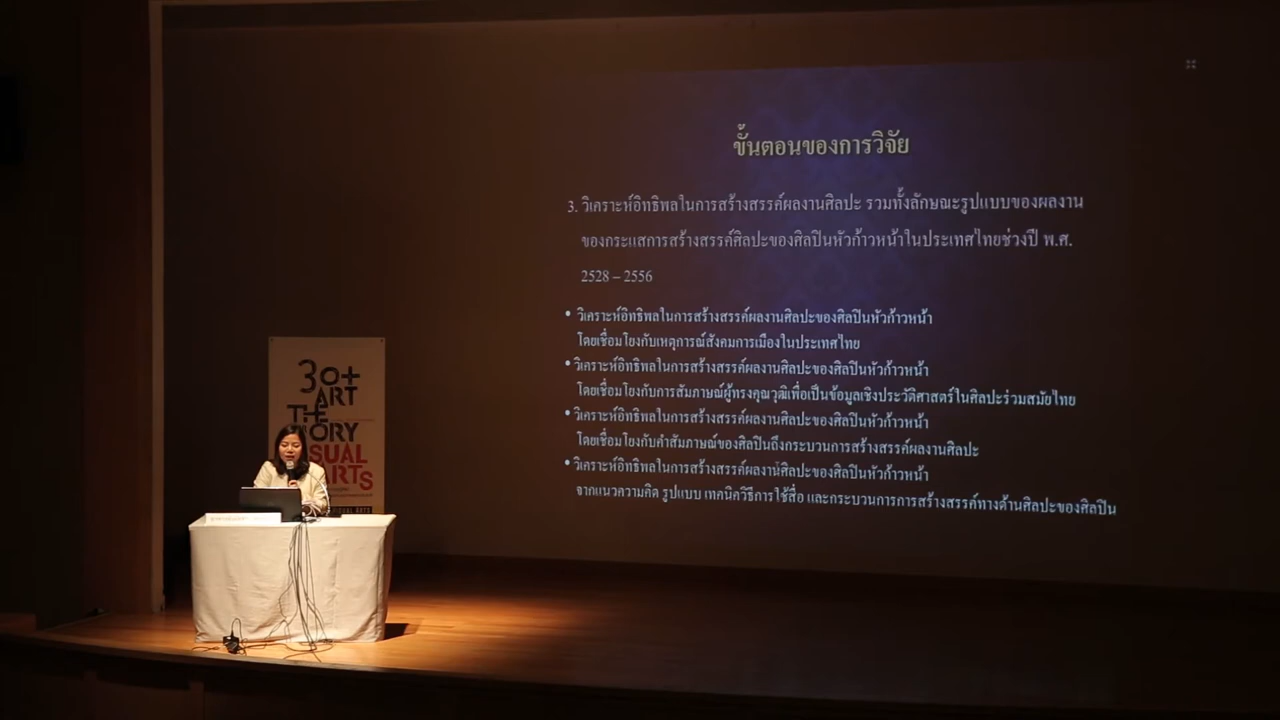 ขั้นตอนของการวิจัย
3. วิเคราะห์อิทธิพลในการสร้างสรรค์ผลงานศิลปะ รวมทั้งลักษณะรูปแบบของผลงาน
ของกระแสการสร้างสรรค์ศิลปะของศิลปินหัวก้าวหน้าในประเทศไทยช่วงปี พ.ศ.
2528 – 2556
• วิเคราะห์อิทธิพลในการสร้างสรรค์ผลงานศิลปะของศิลปินหัวก้าวหน้า
โดยเชื่อมโยงกับเหตุการณ์สังคมการเมืองในประเทศไทย
• วิเคราะห์อิทธิพลในการสร้างสรรค์ผลงานศิลปะของศิลปินหัวก้าวหน้า
โดยเชื่อมโยงกับการสัมภาษณ์ผู้ทรงคุณวุฒิเพื่อเป็นข้อมูลเชิงประวัติศาสตร์ในศิลปะร่วมสมัยไทย
• วิเคราะห์อิทธิพลในการสร้างสรรค์ผลงานศิลปะของศิลปินหัวก้าวหน้า
โดยเชื่อมโยงกับคำสัมภาษณ์ของศิลปินถึงกระบวนการสร้างสรรค์ผลงานศิลปะ
• วิเคราะห์อิทธิพลในการสร้างสรรค์ผลงานศิลปะของศิลปินหัวก้าวหน้า
จากแนวความคิด รูปแบบ เทคนิควิธีการใช้สื่อ และกระบวนการการสร้างสรรค์ทางด้านศิลปะของศิลปิน
30+
ART
THE
ORY
SUAL
ARTS